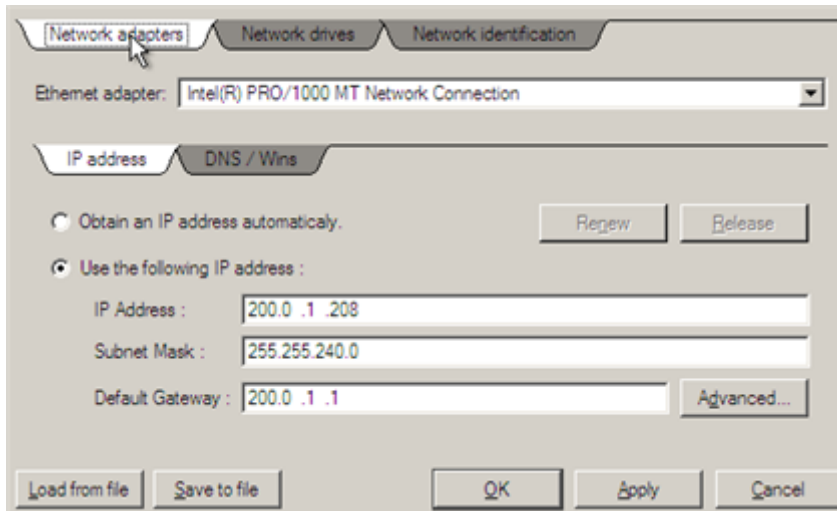 Network adapters Network drives Network identification
Ethernet adapter: Intel(R) PRO/1000 MT Network Connection
IP address DNS / Wins
Obtain an IP address automaticaly. Renew Release
Use the following IP address :
IP Address : 200.0 .1 .208
Subnet Mask : 255.255.240.0
Default Gateway : 200.0 .1 .1 Advanced...
Load from file Save to file OK Apply Cancel